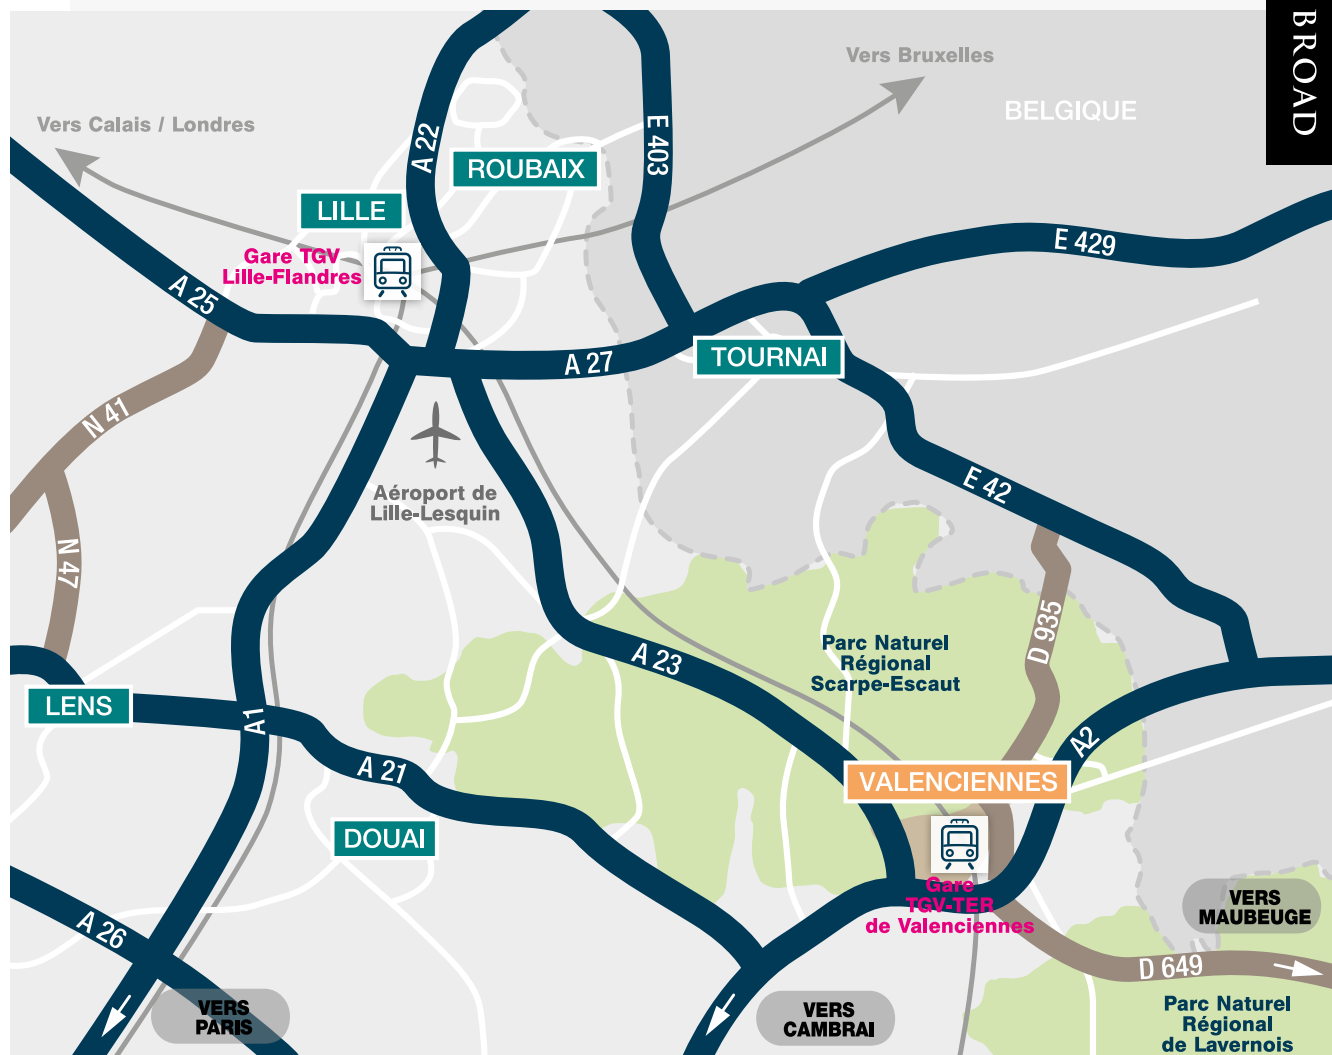 BROAD
Vers Bruxelles
BELGIQUE
Vers Calais / Londres
A 22
E 403
ROUBAIX
LILLE
Gare TGV
Lille-Flandres
E 429
A 25
A 27
TOURNAI
N 41
Aéroport de
Lille-Lesquin
E 42
N 47
D 935
Parc Naturel
Régional
Scarpe-Escaut
A 23
LENS
A1
A2
A 21
VALENCIENNES
DOUAI
Gare
TGV-TER
de Valenciennes
VERS
MAUBEUGE
A 26
D 649
VERS
PARIS
VERS
CAMBRAI
Parc Naturel
Régional
de Lavernois